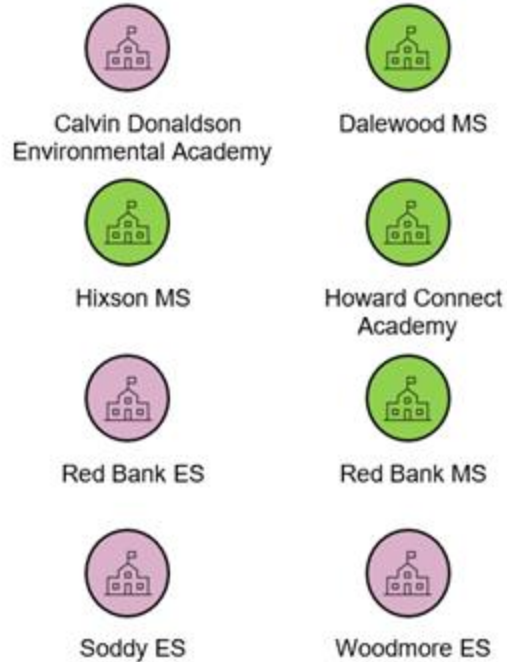 Calvin Donaldson
Environmental Academy
Dalewood MS
Hixson MS
Howard Connect
Academy
Red Bank ES
Red Bank MS
Soddy ES
Woodmore ES